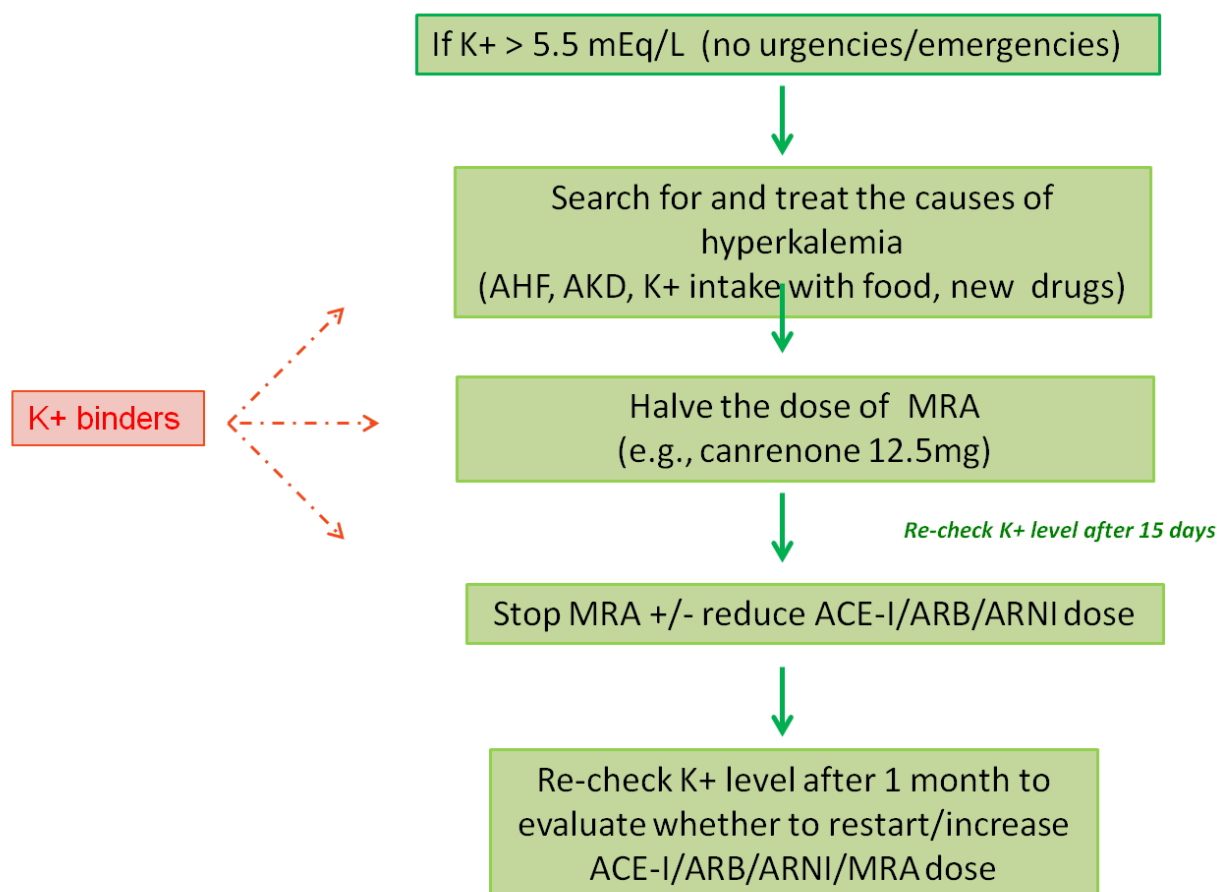 If K+ > 5.5 mEq/L (no urgencies/emergencies)
Search for and treat the causes of
hyperkalemia
(AHF, AKD, K+ intake with food, new drugs)
K+ binders
Halve the dose of MRA
(e.g., canrenone 12.5mg)
Re-check K+ level after 15 days
Stop MRA +/- reduce ACE-I/ARB/ARNI dose
Re-check K+ level after 1 month to
evaluate whether to restart/increase
ACE-I/ARB/ARNI/MRA dose